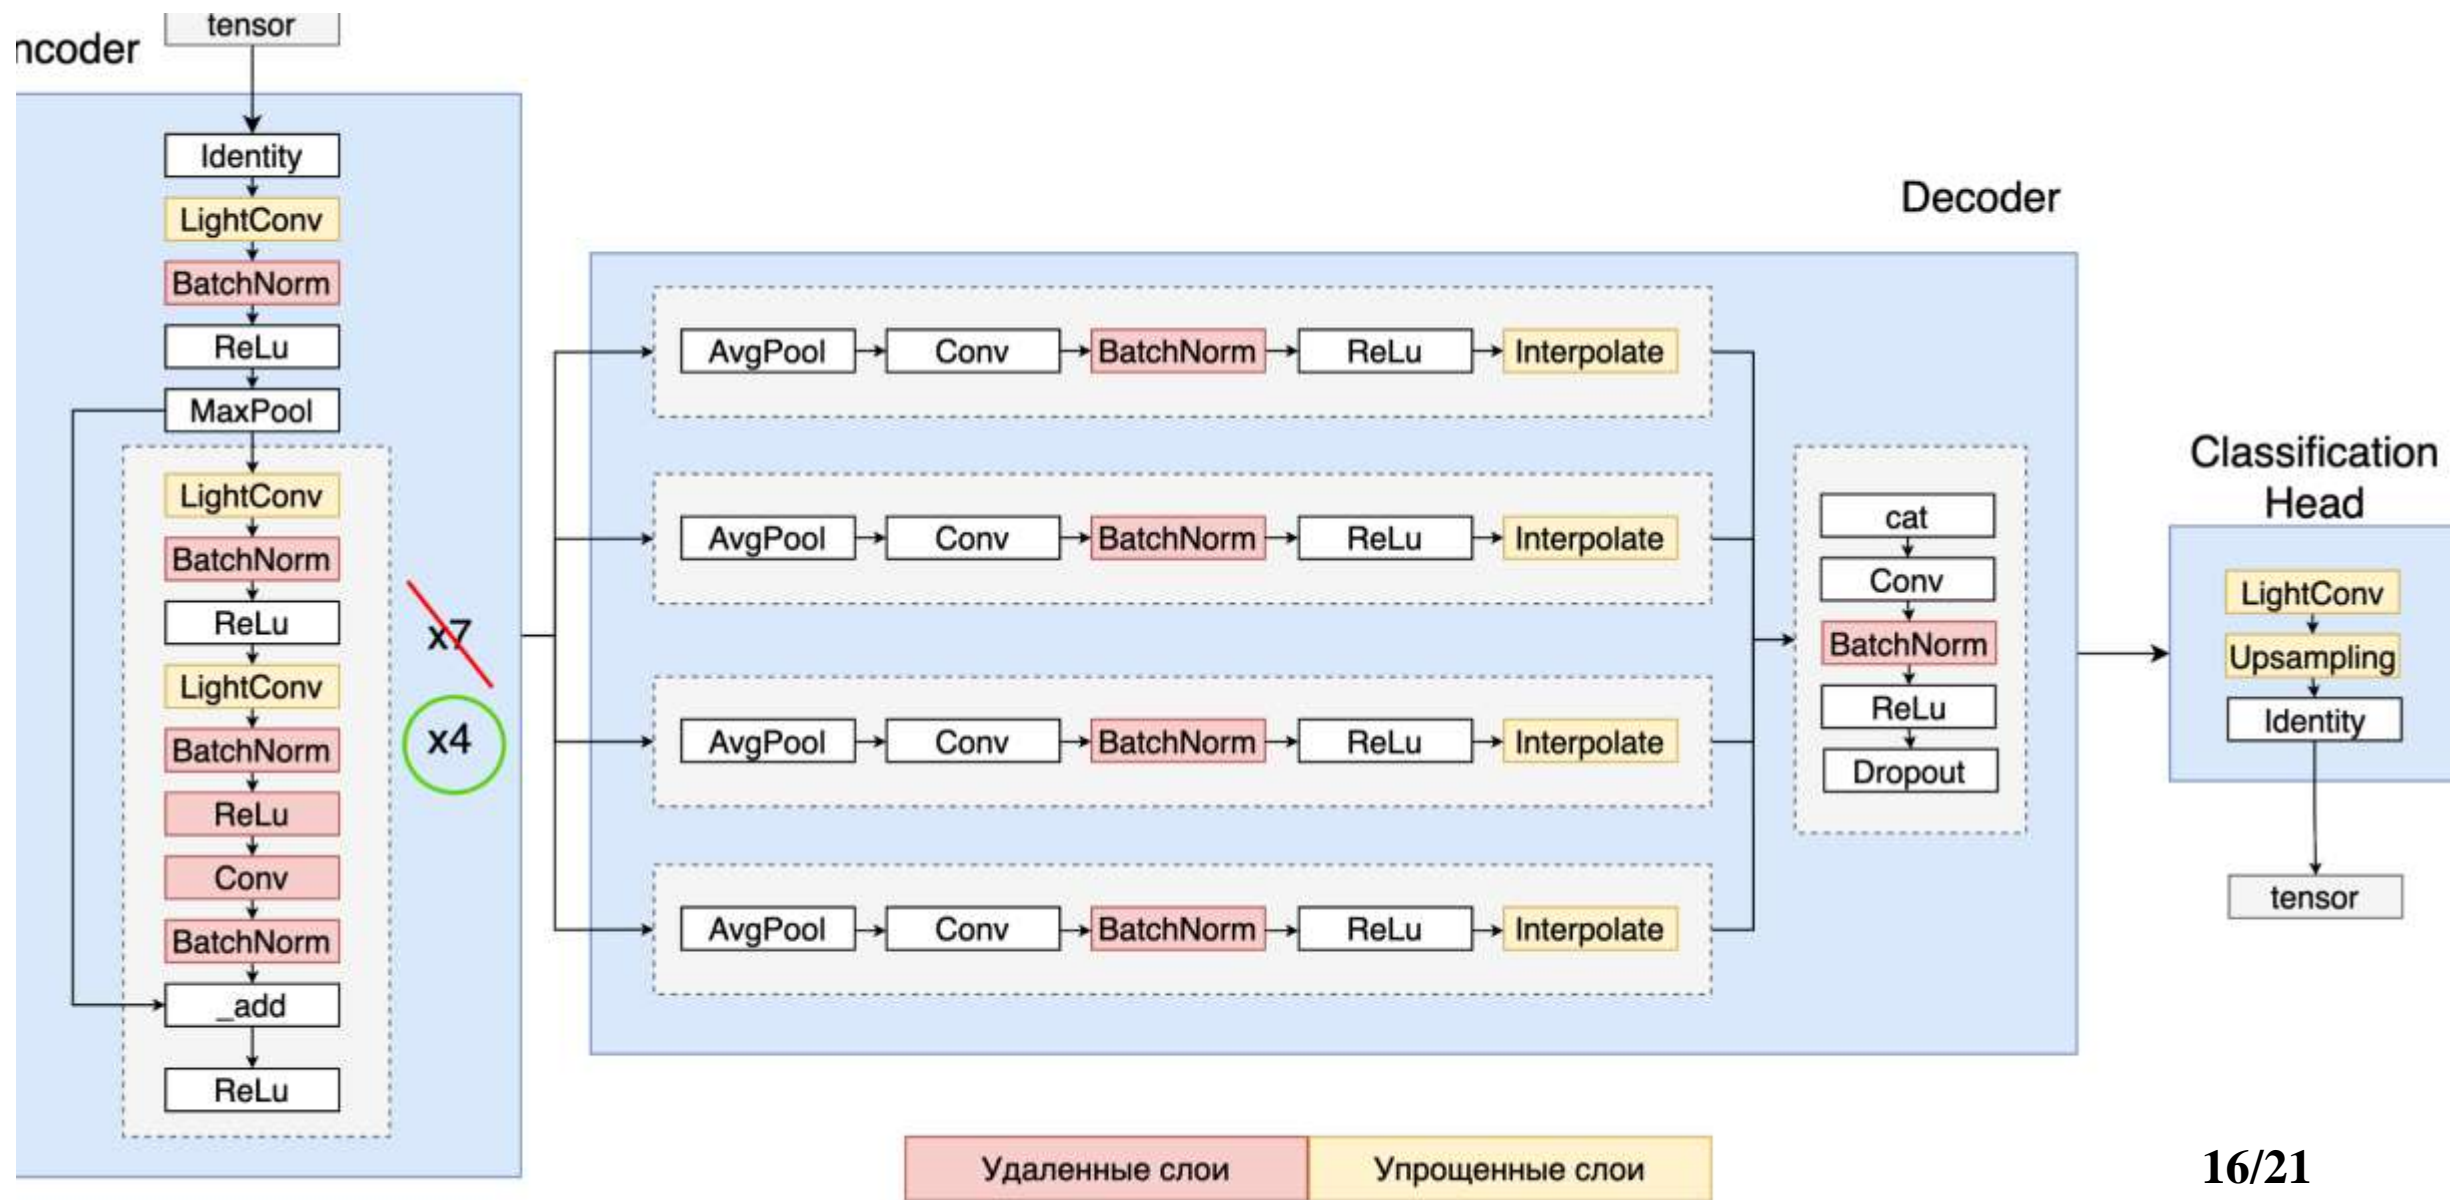 tensor
ncoder
Identity
LightConv
BatchNorm
ReLu
MaxPool
LightConv
BatchNorm
ReLu
LightConv
BatchNorm
ReLu
Conv
BatchNorm
_add
ReLu
x7
x4
Decoder
AvgPool Conv BatchNorm ReLu Interpolate
AvgPool Conv BatchNorm ReLu Interpolate
AvgPool Conv BatchNorm ReLu Interpolate
AvgPool Conv BatchNorm ReLu Interpolate
cat
Conv
BatchNorm
ReLu
Dropout
Classification
Head
LightConv
Upsampling
Identity
tensor
Удаленные слои Упрощенные слои
16/21